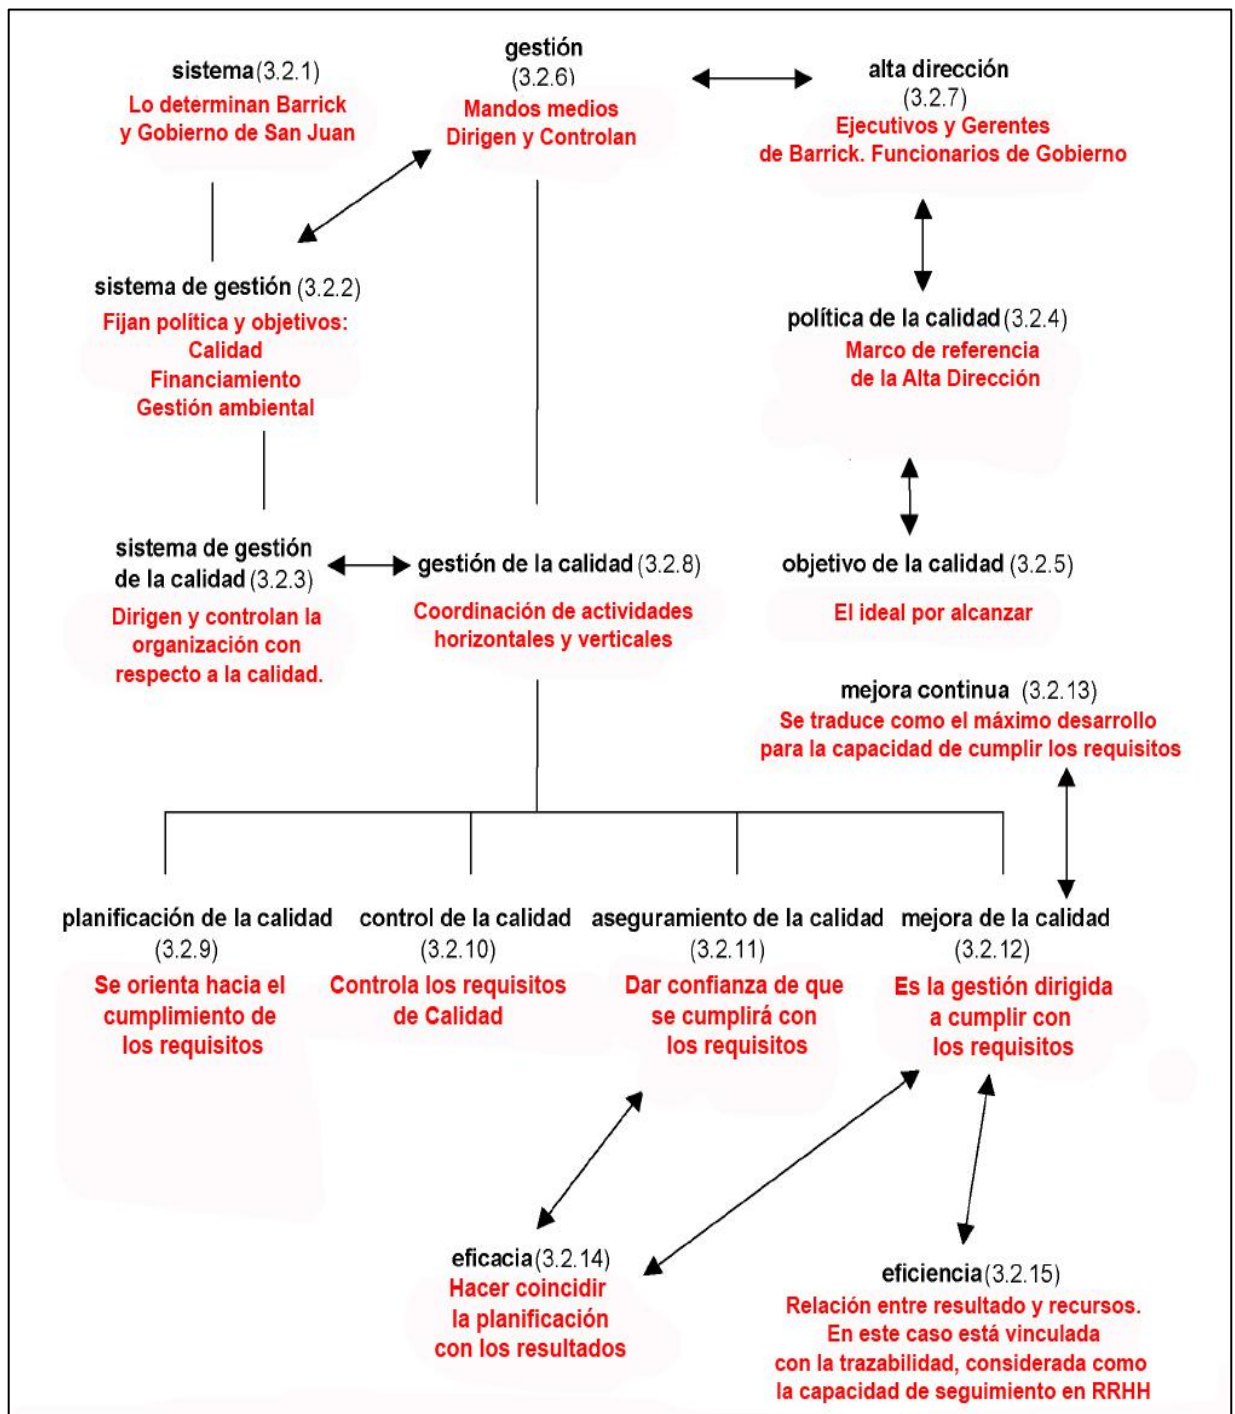 sistema(3.2.1)
Lo determinan Barrick
y Gobierno de San Juan
gestión
(3.2.6)
Mandos medios
Dirigen y Controlan
alta dirección
(3.2.7)
Ejecutivos y Gerentes
de Barrick. Funcionarios de Gobierno
sistema de gestión (3.2.2)
Fijan política y objetivos:
Calidad
Financiamiento
Gestión ambiental
política de la calidad (3.2.4)
Marco de referencia
de la Alta Dirección
sistema de gestión
de la calidad (3.2.3)
Dirigen y controlan la
organización con
respecto a la calidad.
gestión de la calidad (3.2.8)
Coordinación de actividades
horizontales y verticales
objetivo de la calidad (3.2.5)
El ideal por alcanzar
mejora continua (3.2.13)
Se traduce como el máximo desarrollo
para la capacidad de cumplir los requisitos
planificación de la calidad
(3.2.9)
Se orienta hacia el
cumplimiento de
los requisitos
control de la calidad
(3.2.10)
Controla los requisitos
de Calidad
aseguramiento de la calidad
(3.2.11)
Dar confianza de que
se cumplirá con
los requisitos
mejora de la calidad
(3.2.12)
Es la gestión dirigida
a cumplir con
los requisitos
eficacia(3.2.14)
Hacer coincidir
la planificación
con los resultados
eficiencia(3.2.15)
Relación entre resultado y recursos.
En este caso está vinculada
con la trazabilidad, considerada como
la capacidad de seguimiento en RRHH